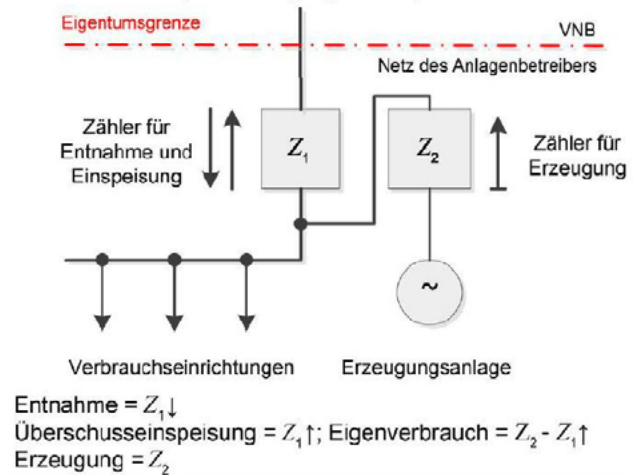 Eigentumsgrenze
VNB
Netz des Anlagenbetreibers
Zähler für
Entnahme und
Einspeisung
Z₁
Z₂
Zähler für
Erzeugung
~
Verbrauchseinrichtungen
Erzeugungsanlage
Entnahme = Z₁↓
Überschusseinspeisung = Z₁↑; Eigenverbrauch = Z₂ - Z₁↑
Erzeugung = Z₂